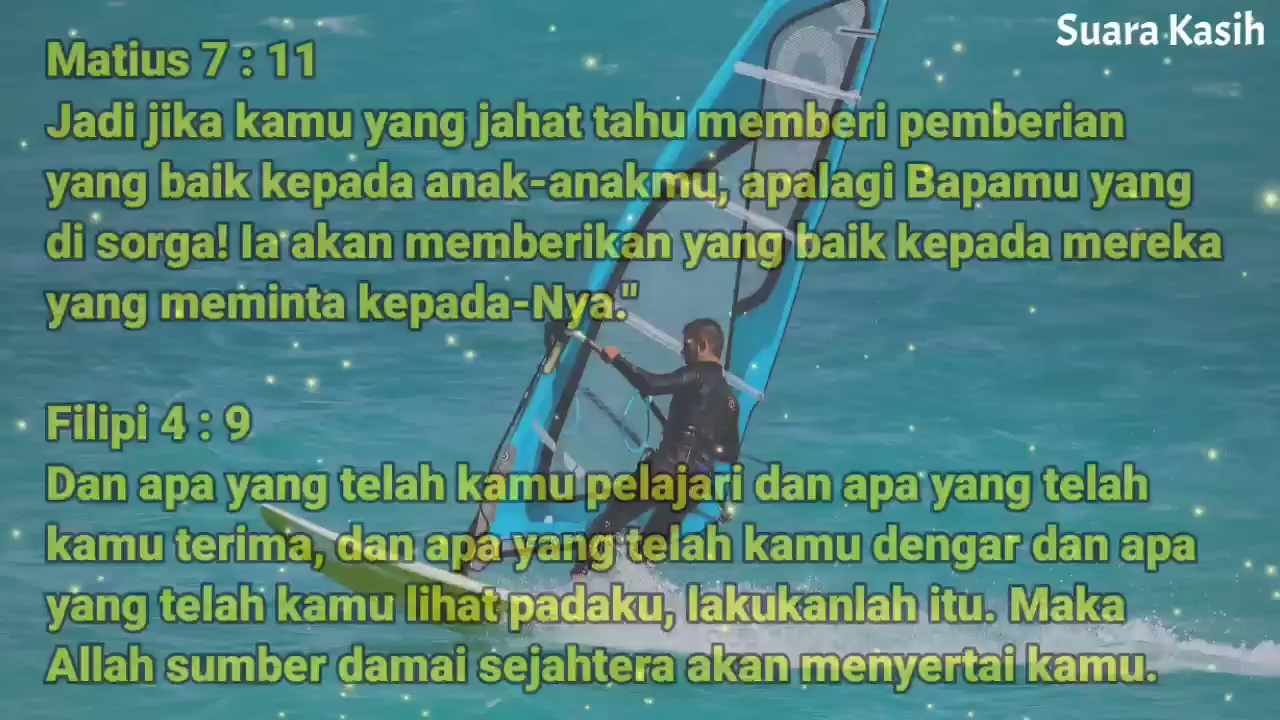 Suara Kasih
Matius 7 : 11
Jadi jika kamu yang jahat tahu memberi pemberian
yang baik kepada anak-anakmu, apalagi Bapamu yang
di sorga! Ia akan memberikan yang baik kepada mereka
yang meminta kepada-Nya."
Filipi 4 : 9
Dan apa yang telah kamu pelajari dan apa yang telah
kamu terima, dan apa yang telah kamu dengar dan apa
yang telah kamu lihat padaku, lakukanlah itu. Maka
Allah sumber damai sejahtera akan menyertai kamu.